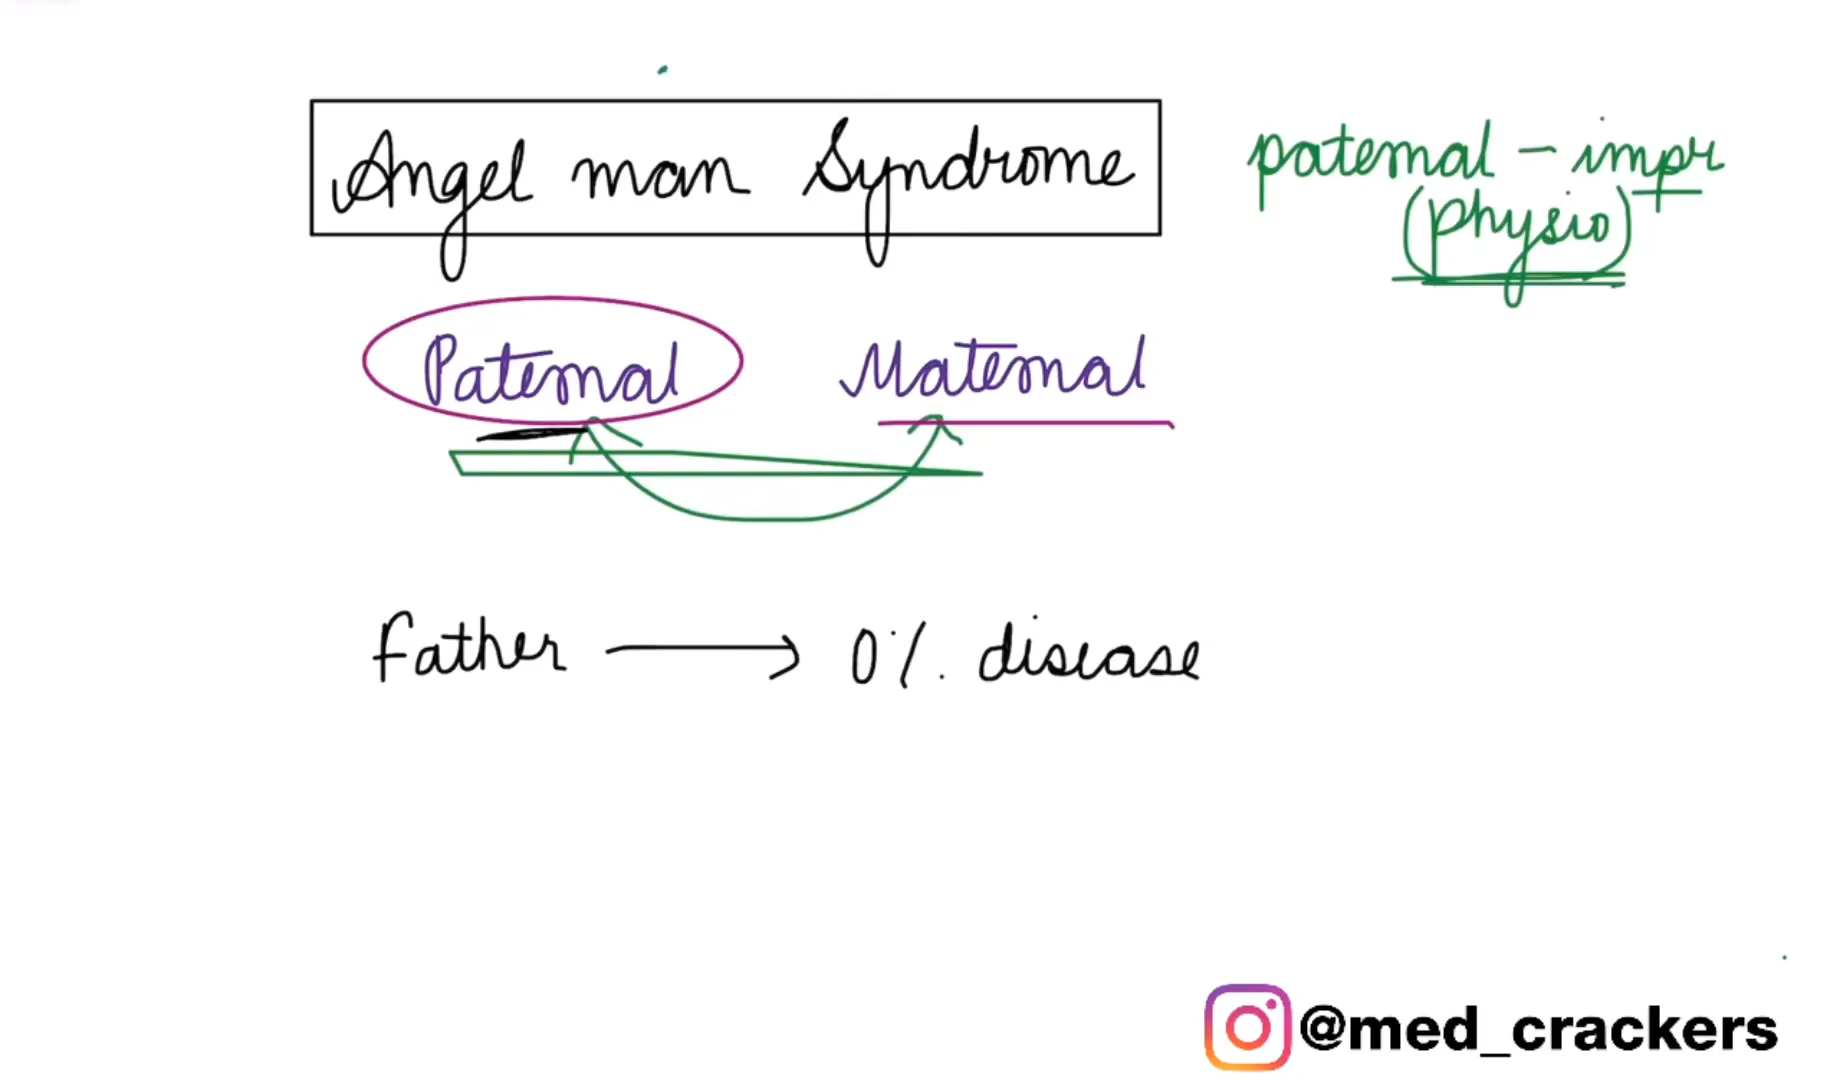 Angel man Syndrome
paternal - impr
(physio)
Paternal Maternal
father → 0% disease
@med_crackers